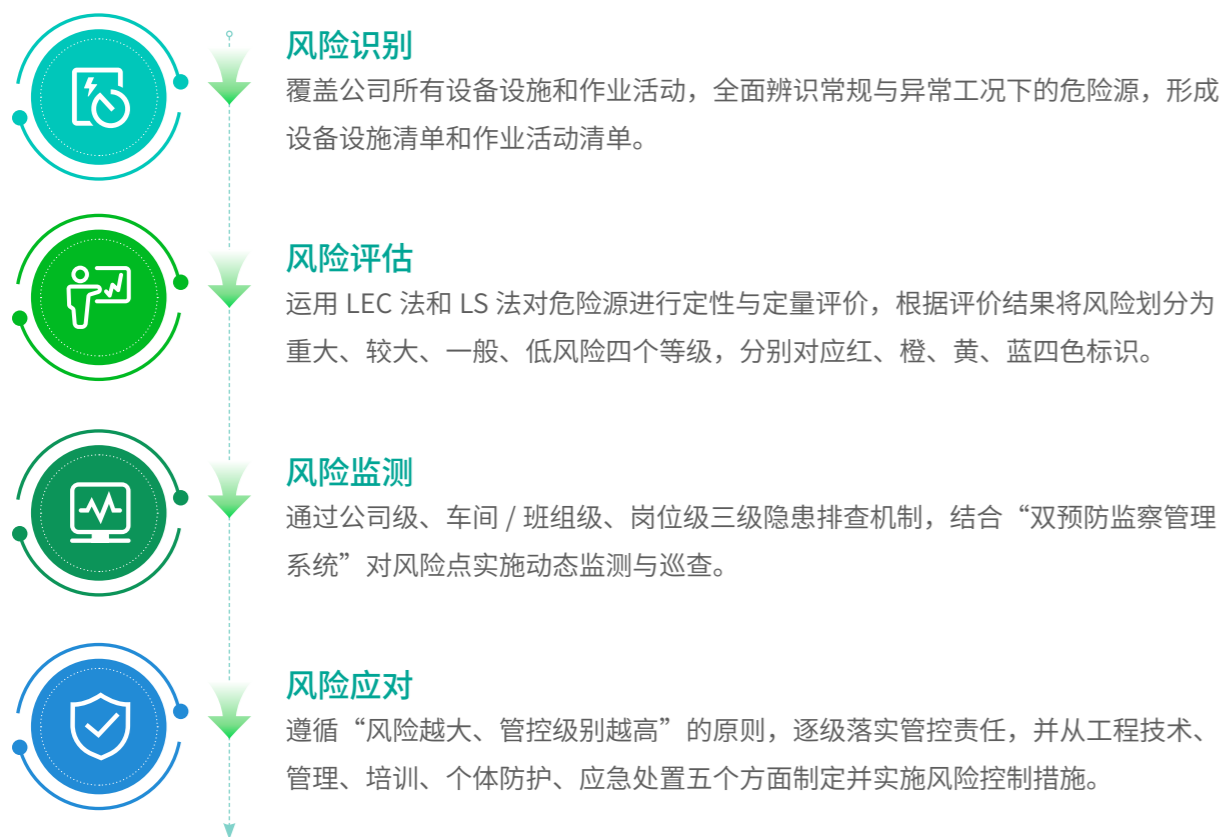 风险识别
覆盖公司所有设备设施和作业活动，全面辨识常规与异常工况下的危险源，形成
设备设施清单和作业活动清单。
风险评估
运用 LEC 法和 LS 法对危险源进行定性与定量评价，根据评价结果将风险划分为
重大、较大、一般、低风险四个等级，分别对应红、橙、黄、蓝四色标识。
风险监测
通过公司级、车间 / 班组级、岗位级三级隐患排查机制，结合“双预防监察管理
系统”对风险点实施动态监测与巡查。
风险应对
遵循“风险越大、管控级别越高”的原则，逐级落实管控责任，并从工程技术、
管理、培训、个体防护、应急处置五个方面制定并实施风险控制措施。